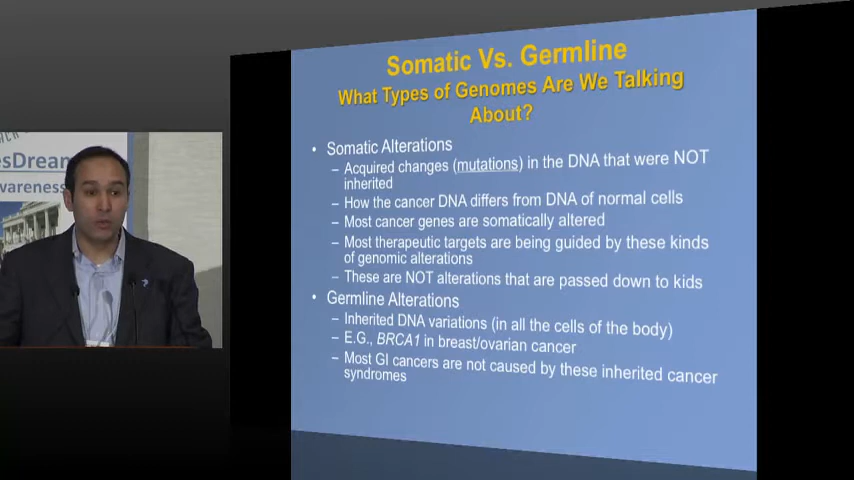 esDream
wareness
Somatic Vs. Germline
What Types of Genomes Are We Talking
About?
• Somatic Alterations
– Acquired changes (mutations) in the DNA that were NOT
inherited
– How the cancer DNA differs from DNA of normal cells
– Most cancer genes are somatically altered
– Most therapeutic targets are being guided by these kinds
of genomic alterations
– These are NOT alterations that are passed down to kids
• Germline Alterations
– Inherited DNA variations (in all the cells of the body)
– E.G., BRCA1 in breast/ovarian cancer
– Most GI cancers are not caused by these inherited cancer
syndromes